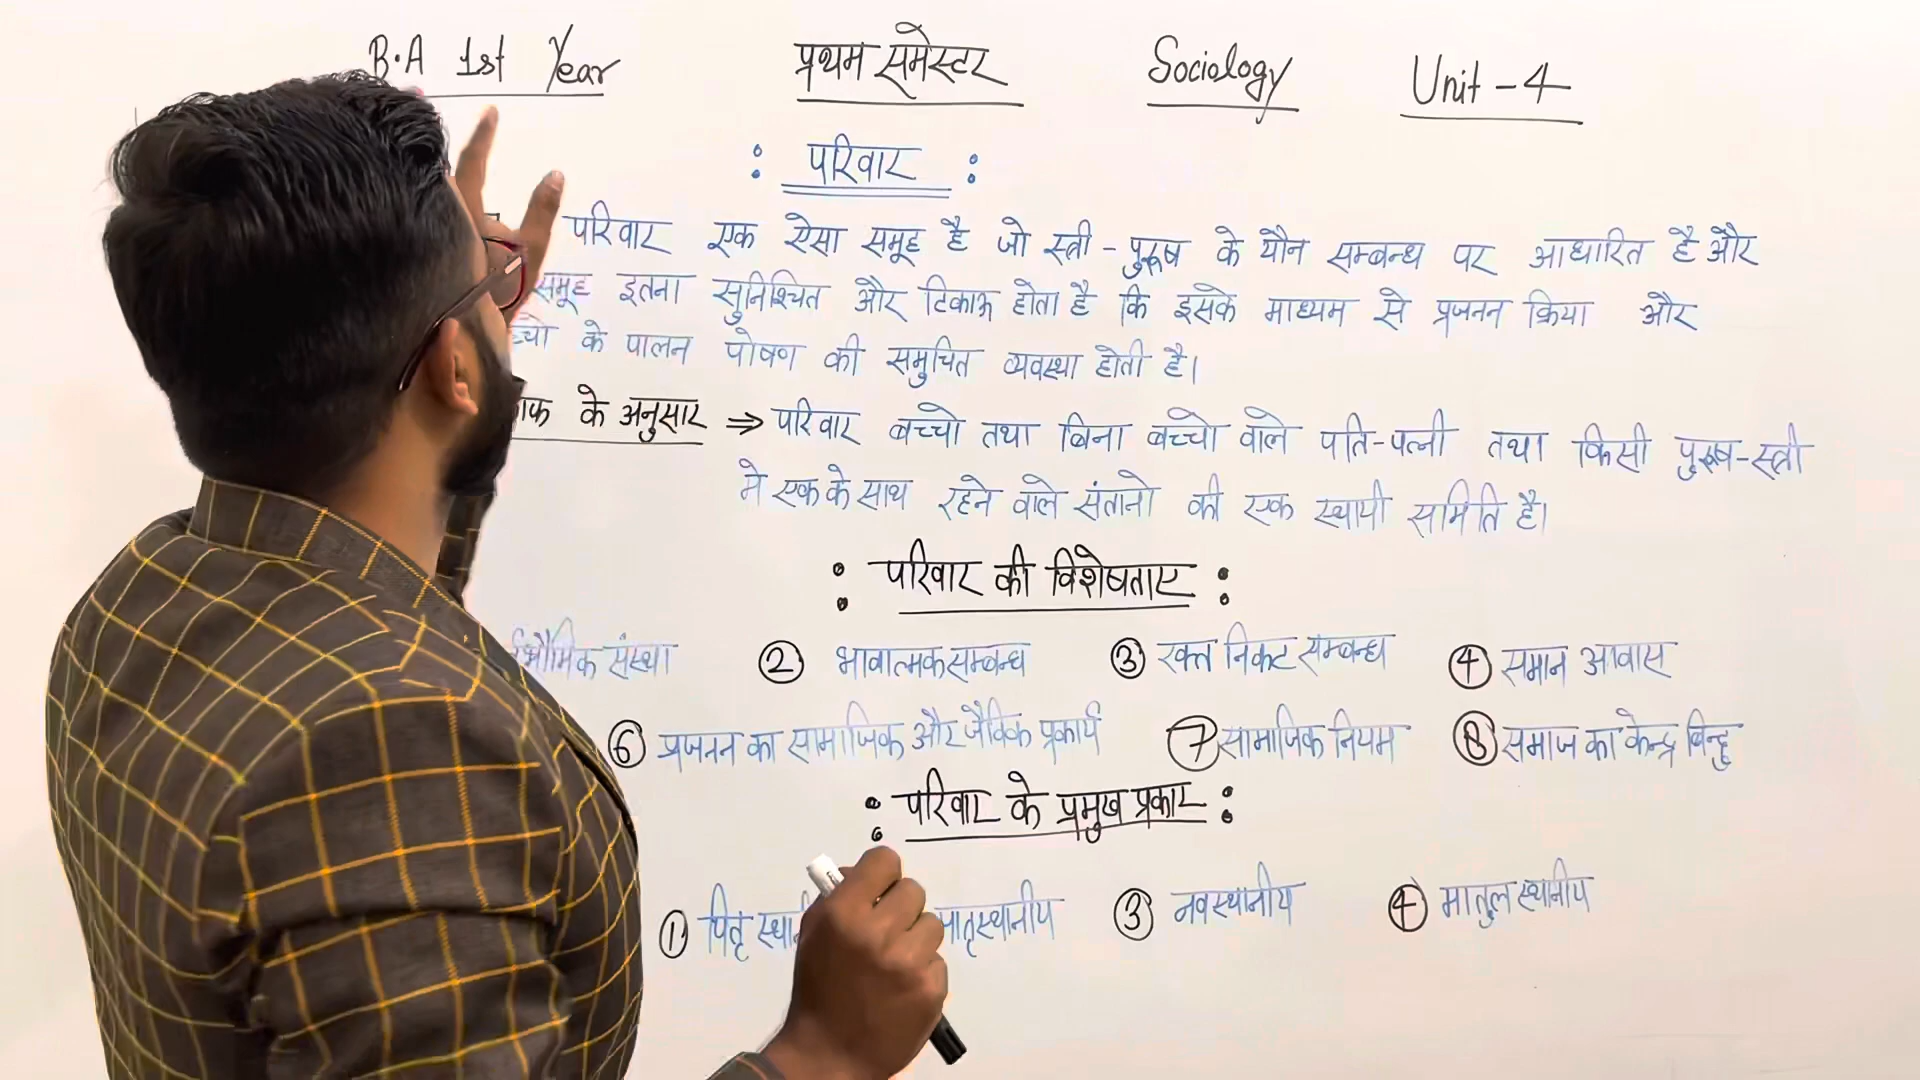 B.A 1st Year प्रथम समेस्टर Sociology Unit - 4
: परिवार :
परिवार एक ऐसा समूह है जो स्त्री - पुरूष के यौन सम्बन्ध पर आधारित है और
समूह इतना सुनिश्चित और टिकाऊ होता है कि इसके माध्यम से प्रजनन क्रिया और
के पालन पोषण की समुचित व्यवस्था होती है।
के अनुसार ⇒ परिवार बच्चो तथा बिना बच्चो वाले पति-पत्नी तथा किसी पुरूष-स्त्री
मे एक के साथ रहने वाले संतानो की एक स्थायी समिति है।
: परिवार की विशेषताए :
संस्था ② भावात्मक सम्बन्ध ③ रक्त निकट सम्बन्ध ④ समान आवास
⑥ प्रजनन का सामाजिक और जैविक प्रकार्य ⑦ सामाजिक नियम ⑧ समाज का केन्द्र बिन्दु
: परिवार के प्रमुख प्रकार :
① पितृ ③ नवस्थानीय ④ मातुल स्थानीय